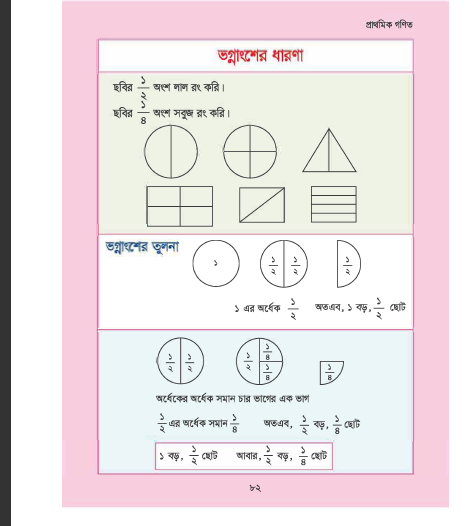 প্রাথমিক গণিত
ভগ্নাংশের ধারণা
ছবির ১/২ অংশ লাল রং করি।
ছবির ১/৪ অংশ সবুজ রং করি।
ভগ্নাংশের তুলনা
১ ১/২ ১/২ ১/২
১ এর অর্ধেক ১/২ অতএব, ১ বড়, ১/২ ছোট
১/২ ১/২ ১/২ ১/৪ ১/৪ ১/৪
অর্ধেকের অর্ধেক সমান চার ভাগের এক ভাগ
১/২ এর অর্ধেক সমান ১/৪ অতএব, ১/২ বড়, ১/৪ ছোট
১ বড়, ১/২ ছোট আবার, ১/২ বড়, ১/৪ ছোট
৮২